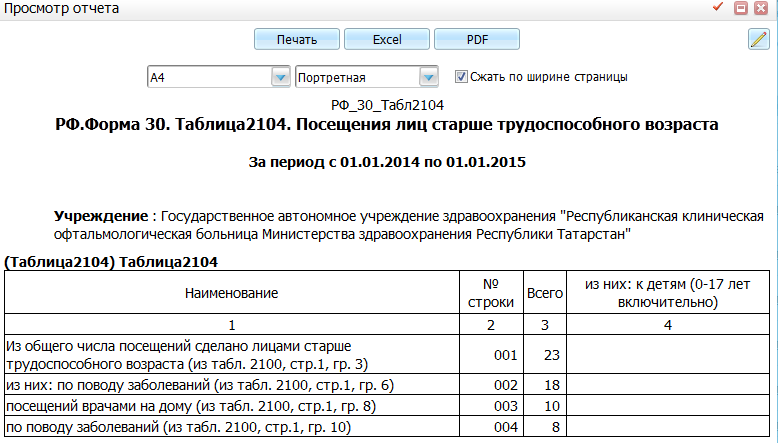 Просмотр отчета
Печать Excel PDF
A4 Портретная Сжать по ширине страницы
РФ_30_Табл2104
РФ.Форма 30. Таблица2104. Посещения лиц старше трудоспособного возраста
За период с 01.01.2014 по 01.01.2015
Учреждение : Государственное автономное учреждение здравоохранения "Республиканская клиническая
офтальмологическая больница Министерства здравоохранения Республики Татарстан"
(Таблица2104) Таблица2104
Наименование № строки Всего из них: к детям (0-17 лет включительно)
1 2 3 4
Из общего числа посещений сделано лицами старше
трудоспособного возраста (из табл. 2100, стр.1, гр. 3) 001 23
из них: по поводу заболеваний (из табл. 2100, стр.1, гр. 6) 002 18
посещений врачами на дому (из табл. 2100, стр.1, гр. 8) 003 10
по поводу заболеваний (из табл. 2100, стр.1, гр. 10) 004 8